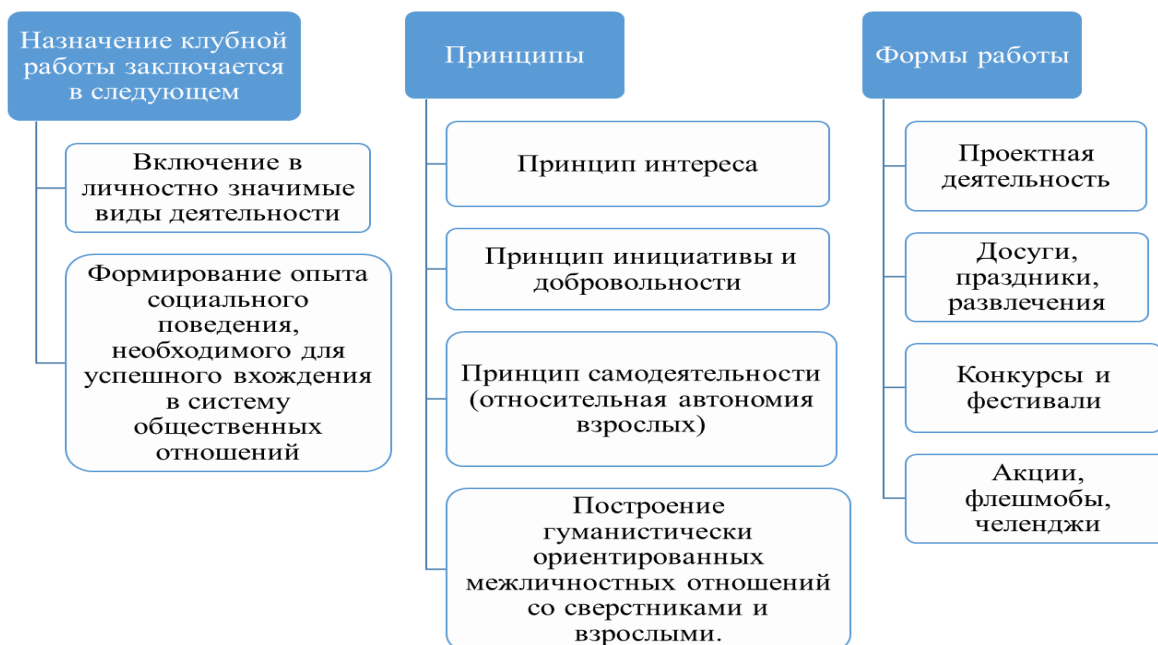 Назначение клубной
работы заключается
в следующем
Включение в
личностно значимые
виды деятельности
Формирование опыта
социального
поведения,
необходимого для
успешного вхождения
в систему
общественных
отношений
Принципы
Принцип интереса
Принцип инициативы и
добровольности
Принцип самодеятельности
(относительная автономия
взрослых)
Построение
гуманистически
ориентированных
межличностных отношений
со сверстниками и
взрослыми.
Формы работы
Проектная
деятельность
Досуги,
праздники,
развлечения
Конкурсы и
фестивали
Акции,
флешмобы,
челенджи